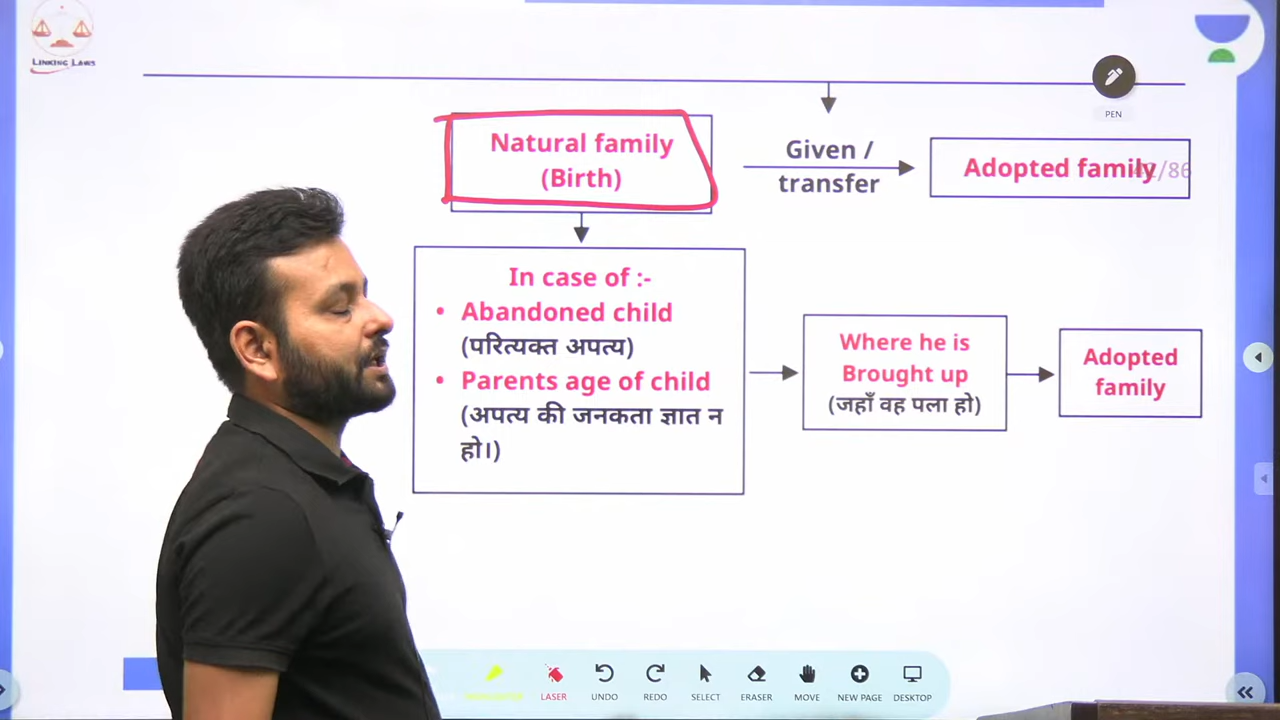 LINKING LAWS
PEN
Natural family
(Birth)
Given /
transfer
Adopted family
/86
In case of :-
• Abandoned child
(परित्यक्त अपत्य)
• Parents age of child
(अपत्य की जनकता ज्ञात न
हो।)
Where he is
Brought up
(जहाँ वह पला हो)
Adopted
family
LASER
UNDO
REDO
SELECT
ERASER
MOVE
NEW PAGE
DESKTOP